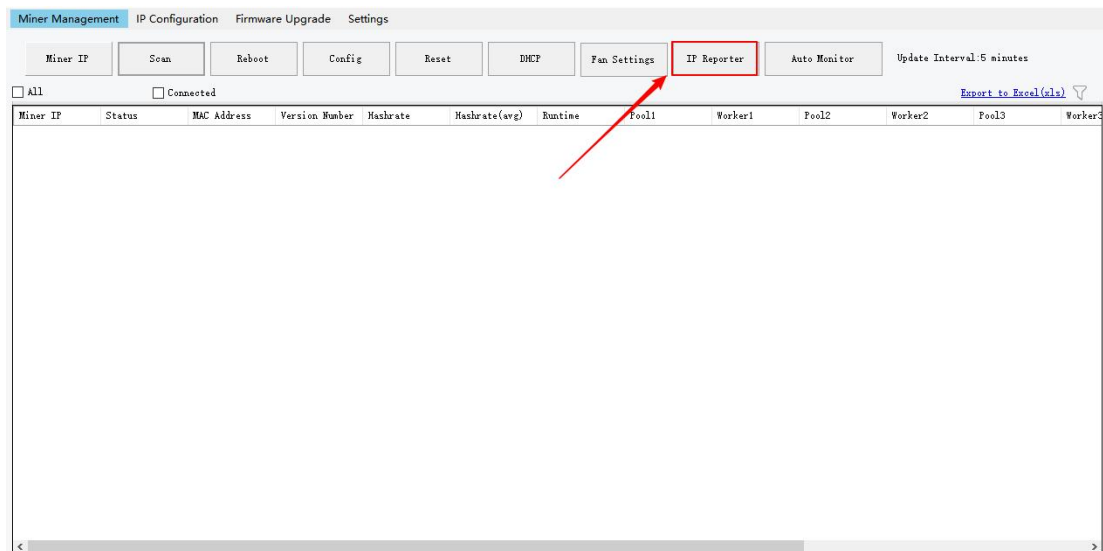 Miner Management IP Configuration Firmware Upgrade Settings
Miner IP Scan Reboot Config Reset DHCP Fan Settings IP Reporter Auto Monitor Update Interval:5 minutes
All Connected Export to Excel(xls)
Miner IP Status MAC Address Version Number Hashrate Hashrate(avg) Runtime Pool1 Worker1 Pool2 Worker2 Pool3 Worker3